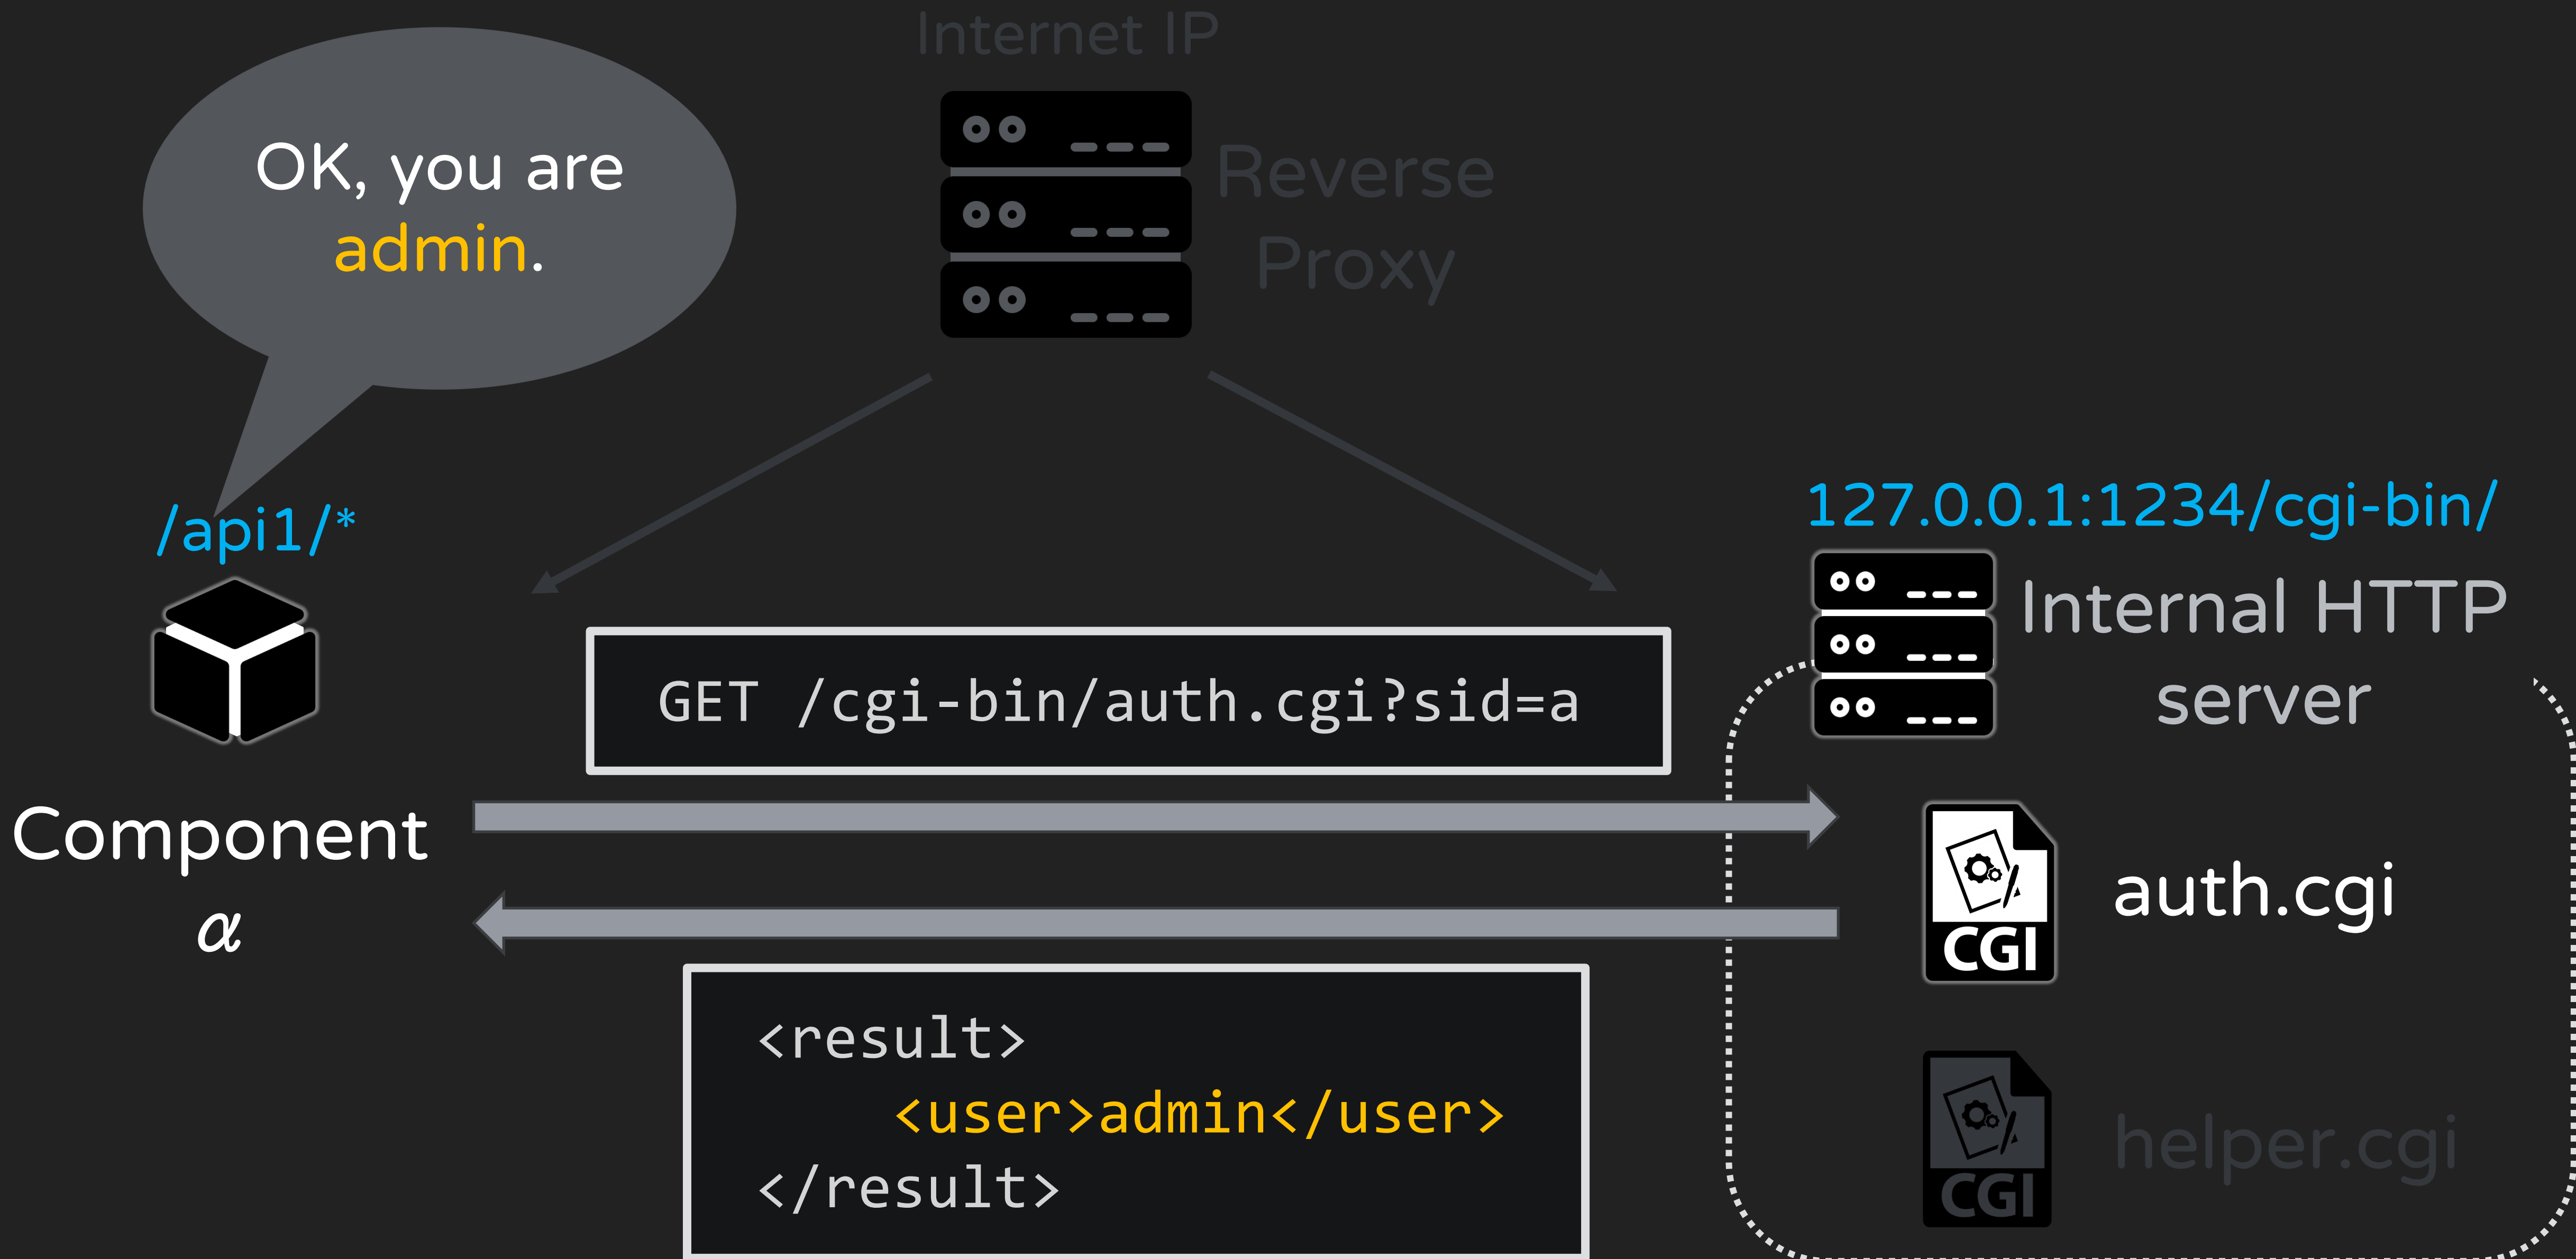 Internet IP
Reverse
Proxy
OK, you are
admin.
/api1/*
Component
α
GET /cgi-bin/auth.cgi?sid=a
<result>
<user>admin</user>
</result>
127.0.0.1:1234/cgi-bin/
Internal HTTP
server
CGI
auth.cgi
CGI
helper.cgi